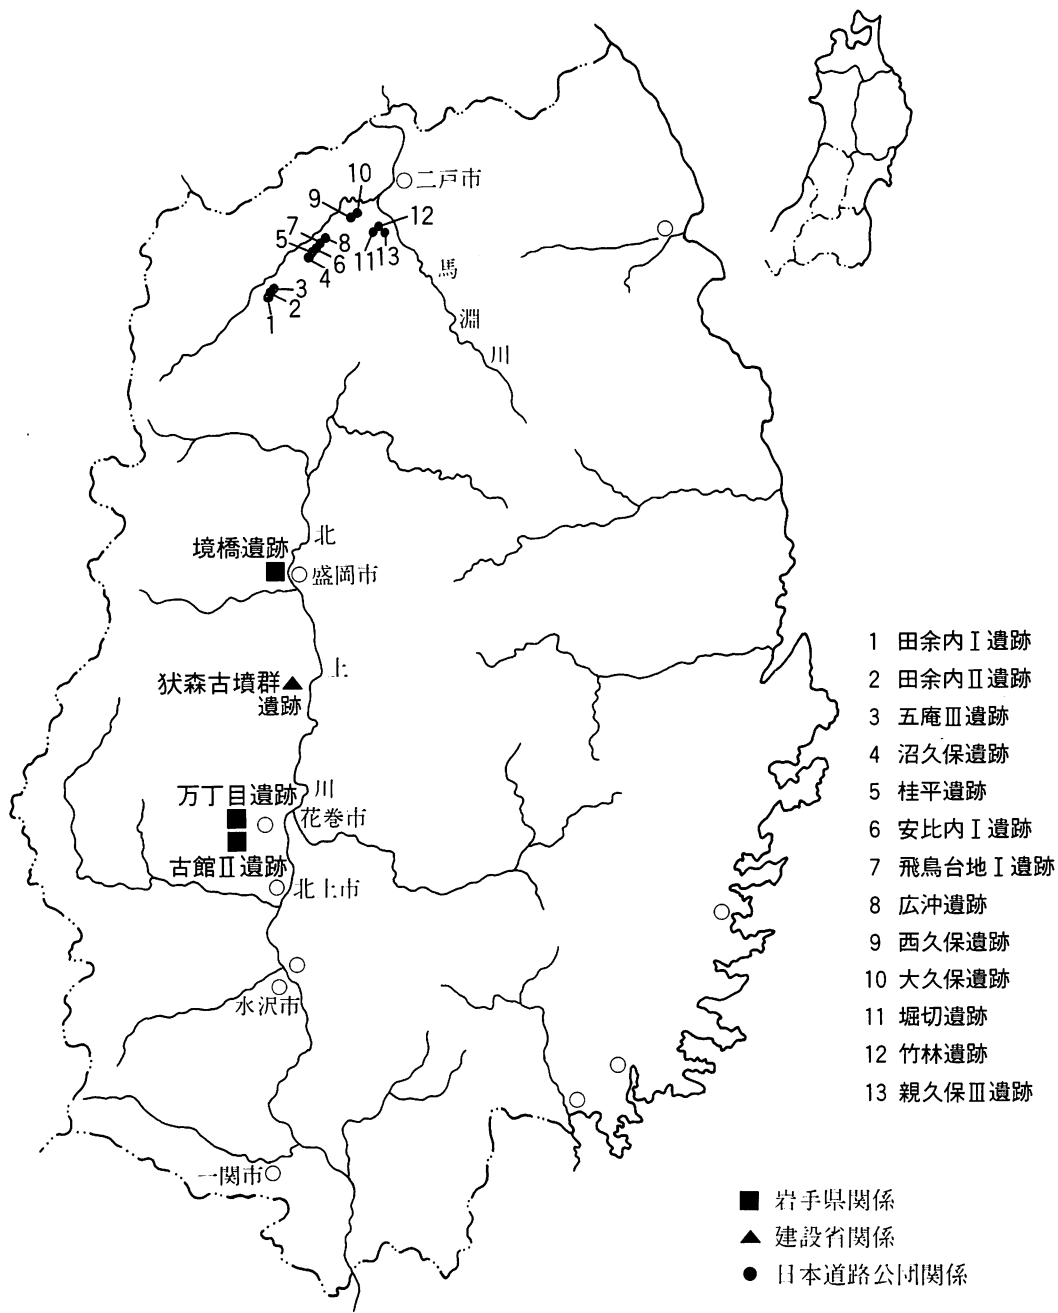 二戸市
10
9
12
7
8
5
6
11 13
4
3
2
1
馬
淵
川
北
境橋遺跡
盛岡市
上
狄森古墳群
遺跡
川
万丁目遺跡
花巻市
古館Ⅱ遺跡
北上市
水沢市
一関市
1 田余内Ⅰ遺跡
2 田余内Ⅱ遺跡
3 五庵Ⅲ遺跡
4 沼久保遺跡
5 桂平遺跡
6 安比内Ⅰ遺跡
7 飛鳥台地Ⅰ遺跡
8 広沖遺跡
9 西久保遺跡
10 大久保遺跡
11 堀切遺跡
12 竹林遺跡
13 親久保Ⅲ遺跡
岩手県関係
建設省関係
日本道路公団関係